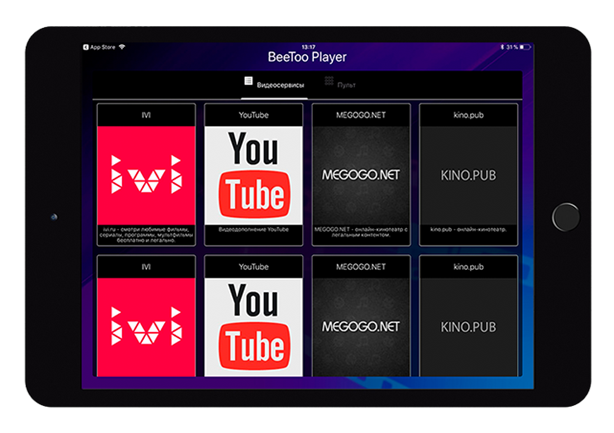 App Store
13:17
31 %
BeeToo Player
Видеосервисы
Пульт
IVI
YouTube
MEGOGO.NET
kino.pub
ivi
You
Tube
MEGOGO.NET
KINO.PUB
ivi.ru - смотри любимые фильмы,
сериалы, программы, мультфильмы
бесплатно и легально.
Видеодополнение YouTube
MEGOGO.NET - онлайн-кинотеатр с
легальным контентом.
kino.pub - онлайн-кинотеатр.
IVI
YouTube
MEGOGO.NET
kino.pub
ivi
You
Tube
MEGOGO.NET
KINO.PUB